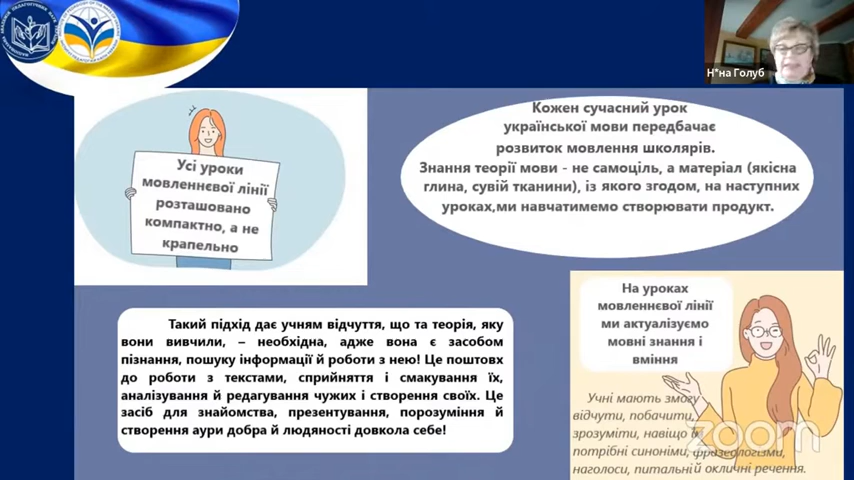 Н*на Голуб
Усі уроки
мовленнєвої лінії
розташовано
компактно, а не
крапельно
Кожен сучасний урок
української мови передбачає
розвиток мовлення школярів.
Знання теорії мови - не самоціль, а матеріал (якісна
глина, сувій тканини), із якого згодом, на наступних
уроках,ми навчатимемо створювати продукт.
Такий підхід дає учням відчуття, що та теорія, яку
вони вивчили, – необхідна, адже вона є засобом
пізнання, пошуку інформації й роботи з нею! Це поштовх
до роботи з текстами, сприйняття і смакування їх,
аналізування й редагування чужих і створення своїх. Це
засіб для знайомства, презентування, порозуміння й
створення аури добра й людяності довкола себе!
На уроках
мовленнєвої лінії
ми актуалізуємо
мовні знання і
вміння
Учні мають змогу
відчути, побачити,
зрозуміти, навіщо їм
потрібні синоніми, фразеологізми,
наголоси, питальні й окличні речення.
zoom